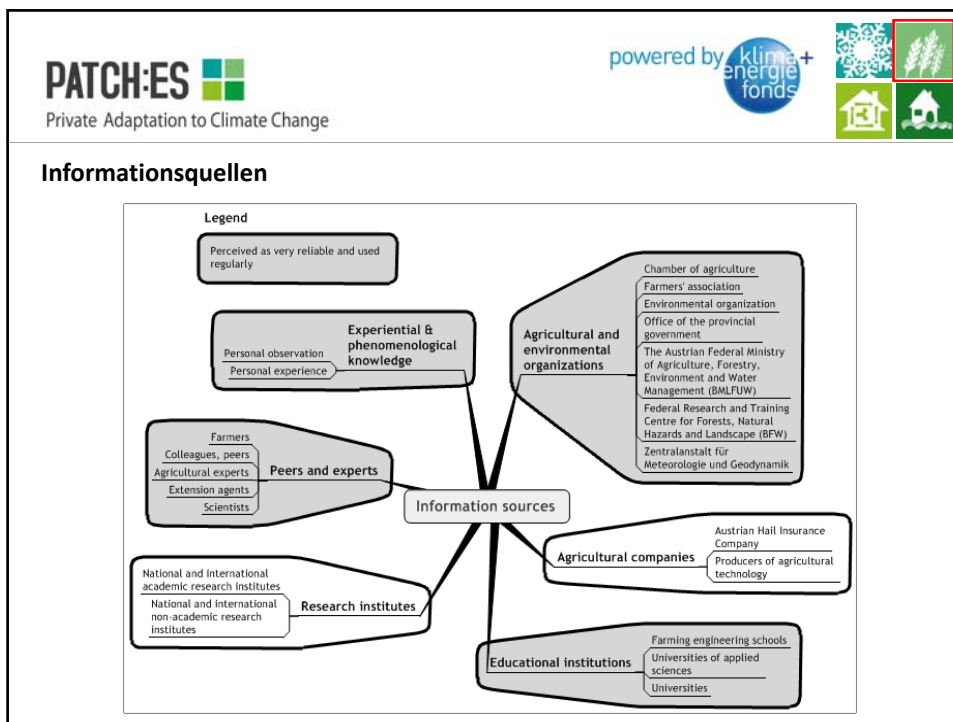 PATCH:ES
Private Adaptation to Climate Change
powered by klima+
energie
fonds
Informationsquellen
Legend
Perceived as very reliable and used
regularly
Experiential &
phenomenological
knowledge
Personal observation
Personal experience
Agricultural and
environmental
organizations
Chamber of agriculture
Farmers' association
Environmental organization
Office of the provincial
government
The Austrian Federal Ministry
of Agriculture, Forestry,
Environment and Water
Management (BMLFUW)
Federal Research and Training
Centre for Forests, Natural
Hazards and Landscape (BFW)
Zentralanstalt für
Meteorologie und Geodynamik
Farmers
Colleagues, peers
Agricultural experts
Extension agents
Scientists
Peers and experts
Information sources
Agricultural companies
Austrian Hail Insurance
Company
Producers of agricultural
technology
National and international
academic research institutes
National and international
non-academic research
institutes
Research institutes
Educational institutions
Farming engineering schools
Universities of applied
sciences
Universities